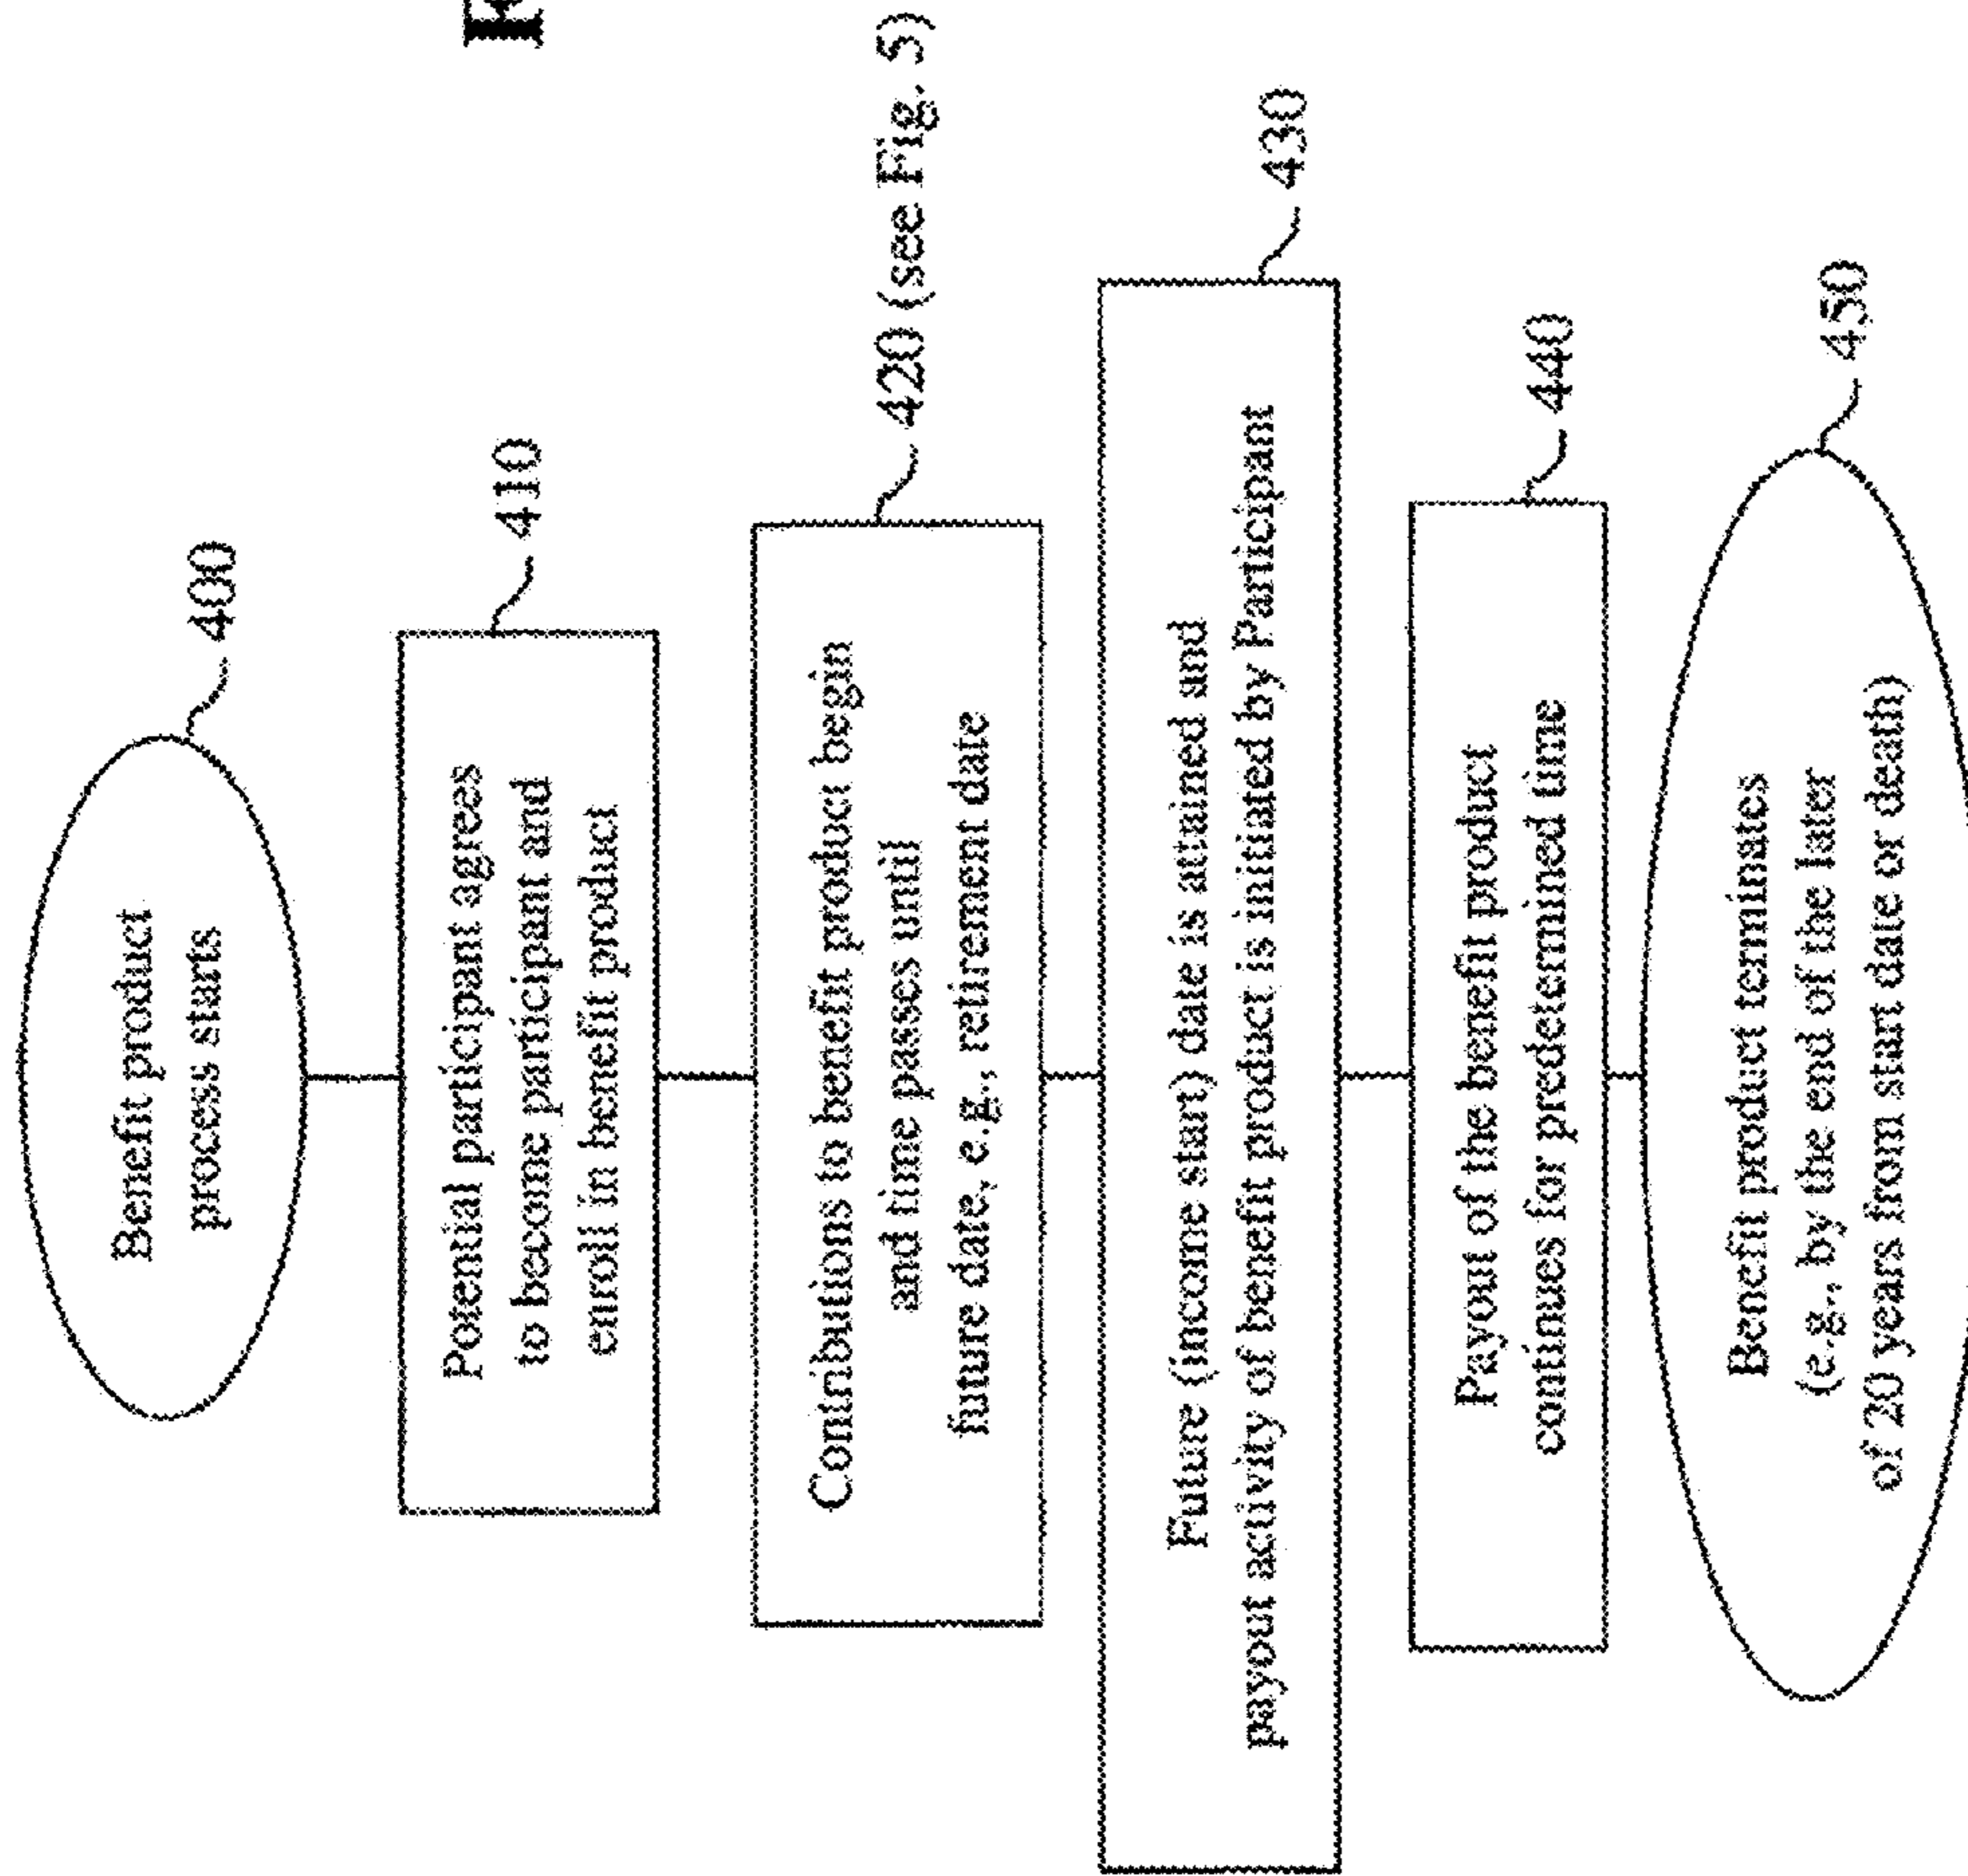 Benefit product
process starts
400
Potential participant agrees
to become participant and
enroll in benefit product
410
Contributions to benefit product begin
and time passes until
future date, e.g., retirement date
420 (see Fig. 5)
Future (income start) date is attained and
payout activity of benefit product is initiated by Participant
430
Payout of the benefit product
continues for predetermined time
440
Benefit product terminates
(e.g., by the end of the later
of 20 years from start date or death)
450